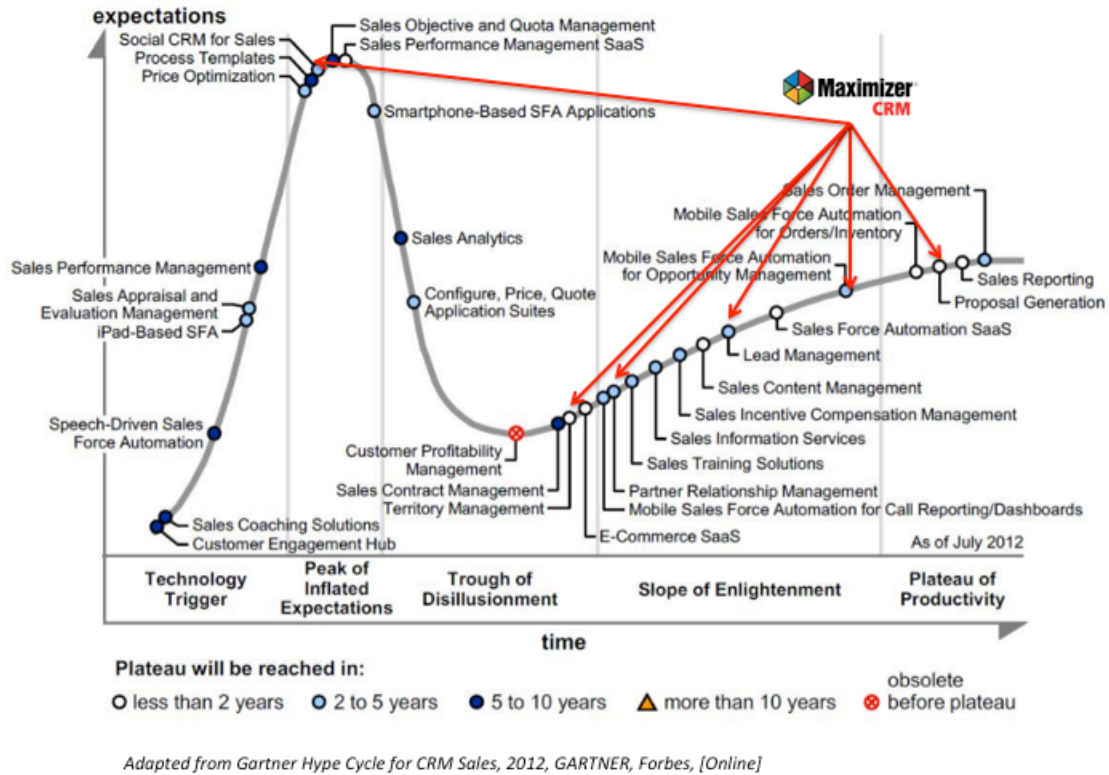 expectations
Sales Objective and Quota Management
Social CRM for Sales
Sales Performance Management SaaS
Process Templates
Price Optimization
Smartphone-Based SFA Applications
Maximizer
CRM
Sales Order Management
Mobile Sales Force Automation
for Orders/Inventory
Sales Analytics
Mobile Sales Force Automation
for Opportunity Management
Sales Performance Management
Sales Reporting
Sales Appraisal and
Evaluation Management
Configure, Price, Quote
Application Suites
Proposal Generation
iPad-Based SFA
Sales Force Automation SaaS
Lead Management
Sales Content Management
Sales Incentive Compensation Management
Speech-Driven Sales
Force Automation
Sales Information Services
Customer Profitability
Management
Sales Training Solutions
Sales Contract Management
Partner Relationship Management
Territory Management
Mobile Sales Force Automation for Call Reporting/Dashboards
Sales Coaching Solutions
E-Commerce SaaS
Customer Engagement Hub
As of July 2012
Technology
Trigger
Peak of
Inflated
Expectations
Trough of
Disillusionment
Slope of Enlightenment
Plateau of
Productivity
time
Plateau will be reached in:
less than 2 years
2 to 5 years
5 to 10 years
more than 10 years
obsolete
before plateau
Adapted from Gartner Hype Cycle for CRM Sales, 2012, GARTNER, Forbes, [Online]